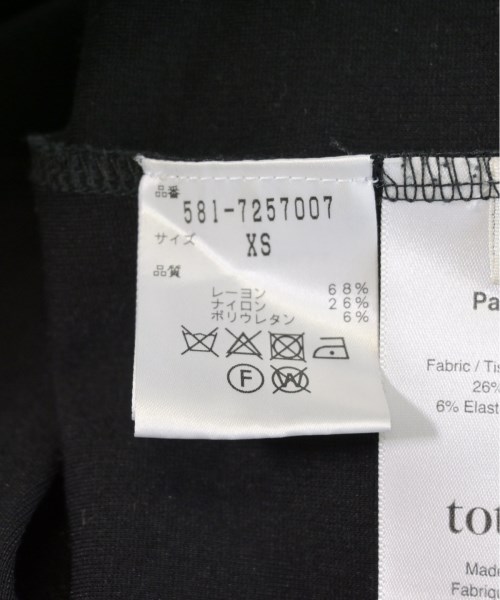 品番
581-7257007
サイズ
XS
品質
レーヨン 68%
ナイロン 26%
ポリウレタン 6%
F
W
Pa
Fabric / Tis
26%
6% Elast
tot
Made
Fabriq